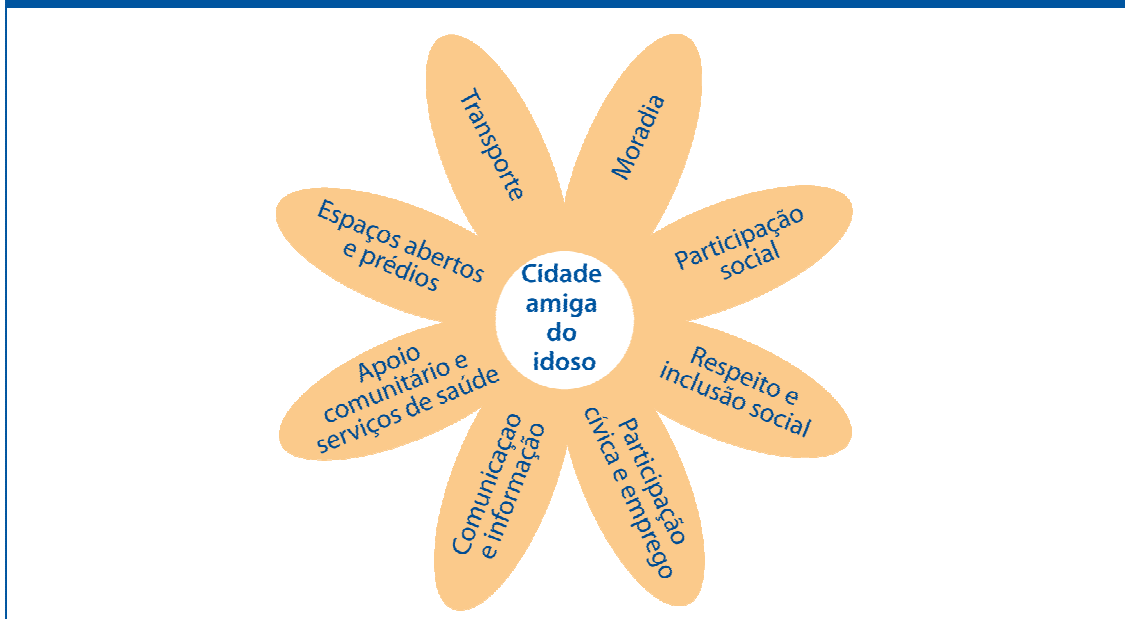 Transporte
Moradia
Participação
social
Respeito e
inclusão social
Participação
cívica e emprego
Comunicação
e informação
Apoio
comunitário e
serviços de saúde
Espaços abertos
e prédios
Cidade
amiga
do
idoso